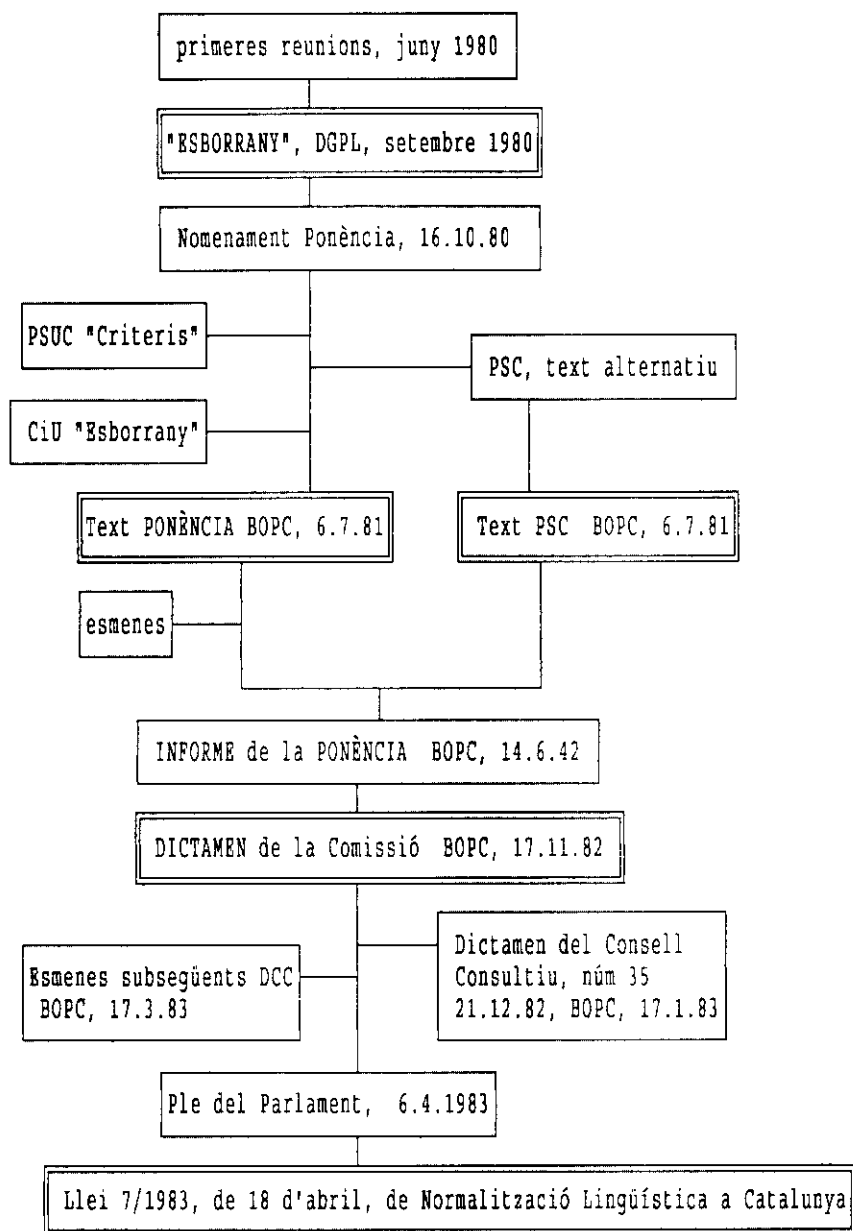 primeres reunions, juny 1980
"ESBORRANY", DGPL, setembre 1980
Nomenament Ponència, 16.10.80
PSUC "Criteris"
PSC, text alternatiu
CiU "Esborrany"
Text PONÈNCIA BOPC, 6.7.81
Text PSC BOPC, 6.7.81
esmenes
INFORME de la PONÈNCIA BOPC, 14.6.42
DICTAMEN de la Comissió BOPC, 17.11.82
Dictamen del Consell
Consultiu, núm 35
21.12.82, BOPC, 17.1.83
Esmenes subsegüents DCC
BOPC, 17.3.83
Ple del Parlament, 6.4.1983
Llei 7/1983, de 18 d'abril, de Normalització Lingüística a Catalunya